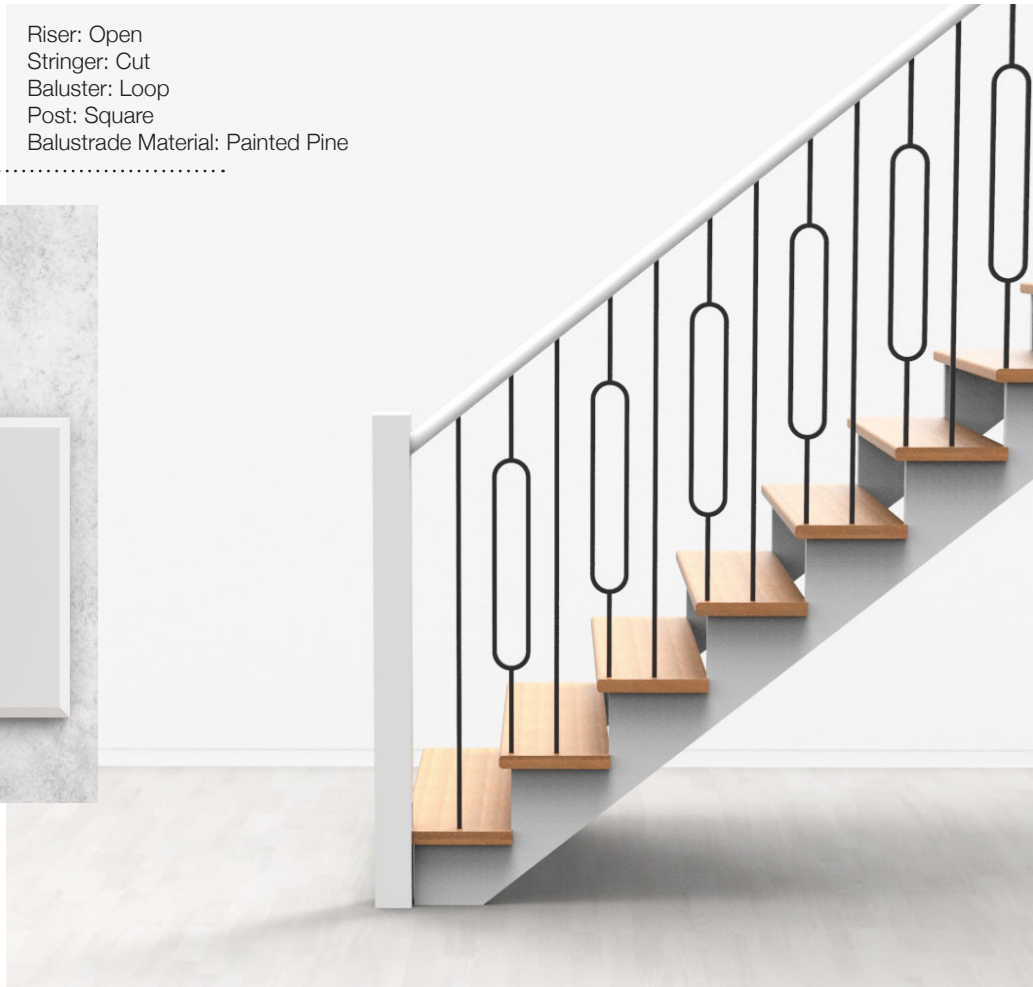 Riser: Open
Stringer: Cut
Baluster: Loop
Post: Square
Balustrade Material: Painted Pine